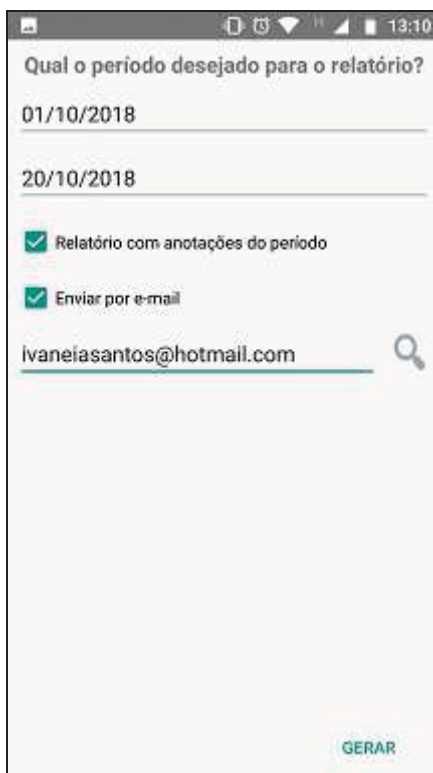 13:10
Qual o período desejado para o relatório?
01/10/2018
20/10/2018
Relatório com anotações do período
Enviar por e-mail
ivaneiasantos@hotmail.com
GERAR